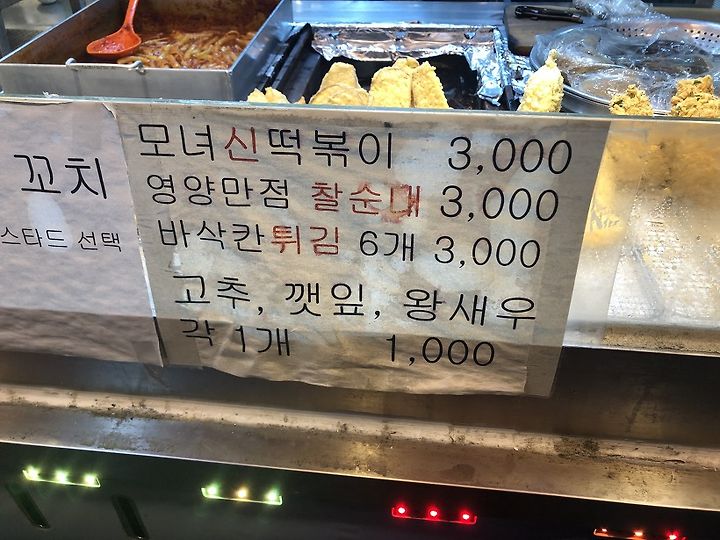 꼬치
스타드 선택
모녀신떡볶이 3,000
영양만점 찰순대 3,000
바삭칸튀김 6개 3,000
고추, 깻잎, 왕새우
각 1개 1,000